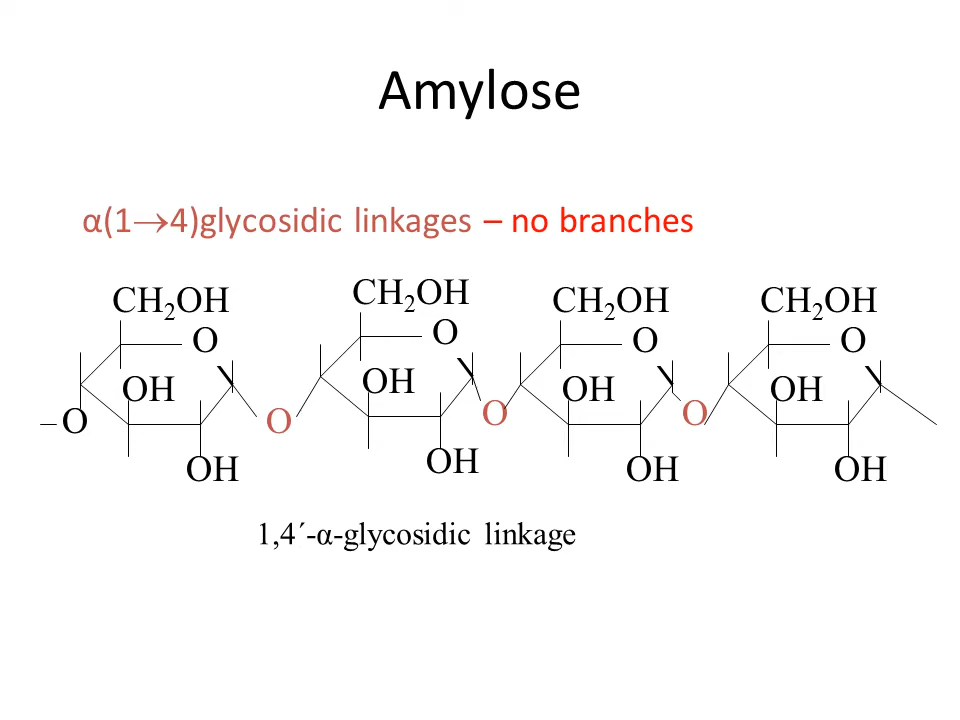 Amylose
α(1→4)glycosidic linkages – no branches
CH₂OH CH₂OH CH₂OH CH₂OH
O O O O
OH OH OH OH
O O O O
OH OH OH OH
1,4´-α-glycosidic linkage